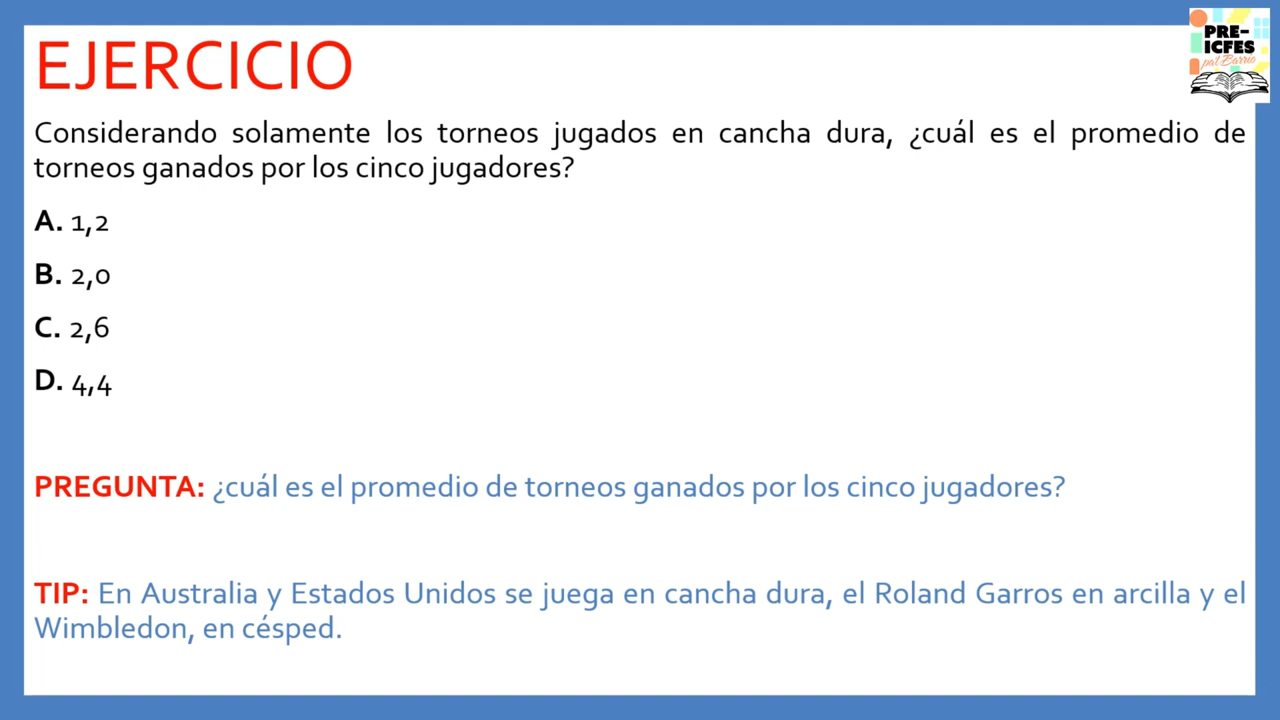 EJERCICIO
PRE-
ICFES
pa'l Barrio
Considerando solamente los torneos jugados en cancha dura, ¿cuál es el promedio de
torneos ganados por los cinco jugadores?
A. 1,2
B. 2,0
C. 2,6
D. 4,4
PREGUNTA: ¿cuál es el promedio de torneos ganados por los cinco jugadores?
TIP: En Australia y Estados Unidos se juega en cancha dura, el Roland Garros en arcilla y el
Wimbledon, en césped.